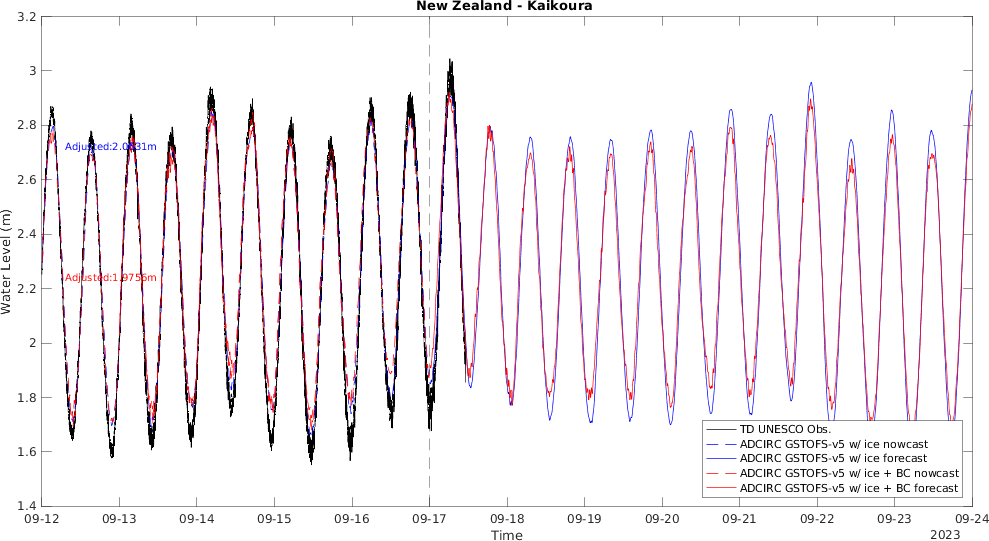 New Zealand - Kaikoura
3.2
3
2.8
2.6
2.4
2.2
2
1.8
1.6
1.4
Water Level (m)
Adjusted:1.9756m
TD UNESCO Obs.
ADCIRC GSTOFS-v5 w/ ice nowcast
ADCIRC GSTOFS-v5 w/ ice forecast
ADCIRC GSTOFS-v5 w/ ice + BC nowcast
ADCIRC GSTOFS-v5 w/ ice + BC forecast
09-12 09-13 09-14 09-15 09-16 09-17 09-18 09-19 09-20 09-21 09-22 09-23 09-24
Time
2023